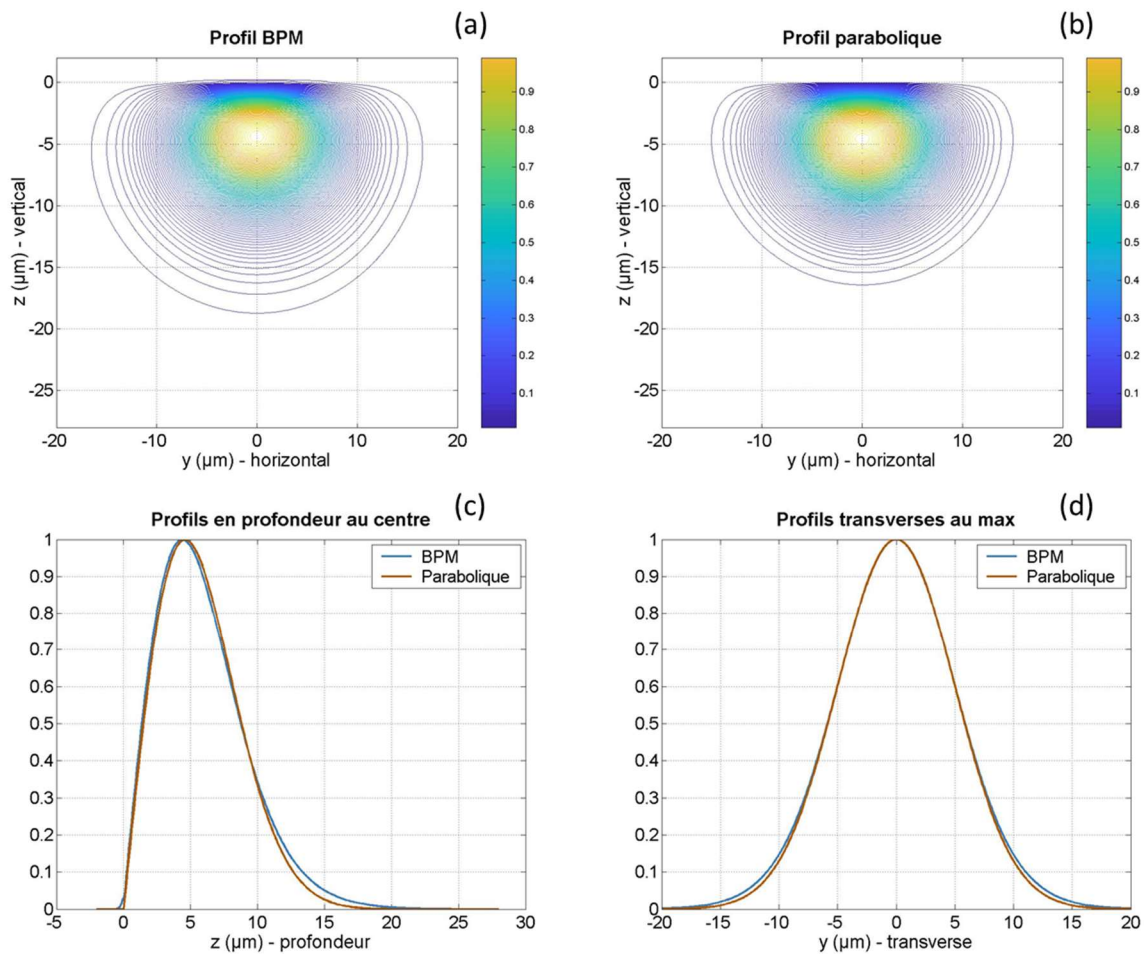 (a)
Profil BPM
0
-5
-10
-15
-20
-25
z (µm) - vertical
-20 -10 0 10 20
y (µm) - horizontal
0.9
0.8
0.7
0.6
0.5
0.4
0.3
0.2
0.1
(b)
Profil parabolique
0
-5
-10
-15
-20
-25
z (µm) - vertical
-20 -10 0 10 20
y (µm) - horizontal
0.9
0.8
0.7
0.6
0.5
0.4
0.3
0.2
0.1
(c)
Profils en profondeur au centre
BPM
Parabolique
1
0.9
0.8
0.7
0.6
0.5
0.4
0.3
0.2
0.1
0
-5 0 5 10 15 20 25 30
z (µm) - profondeur
(d)
Profils transverses au max
BPM
Parabolique
1
0.9
0.8
0.7
0.6
0.5
0.4
0.3
0.2
0.1
0
-20 -15 -10 -5 0 5 10 15 20
y (µm) - transverse